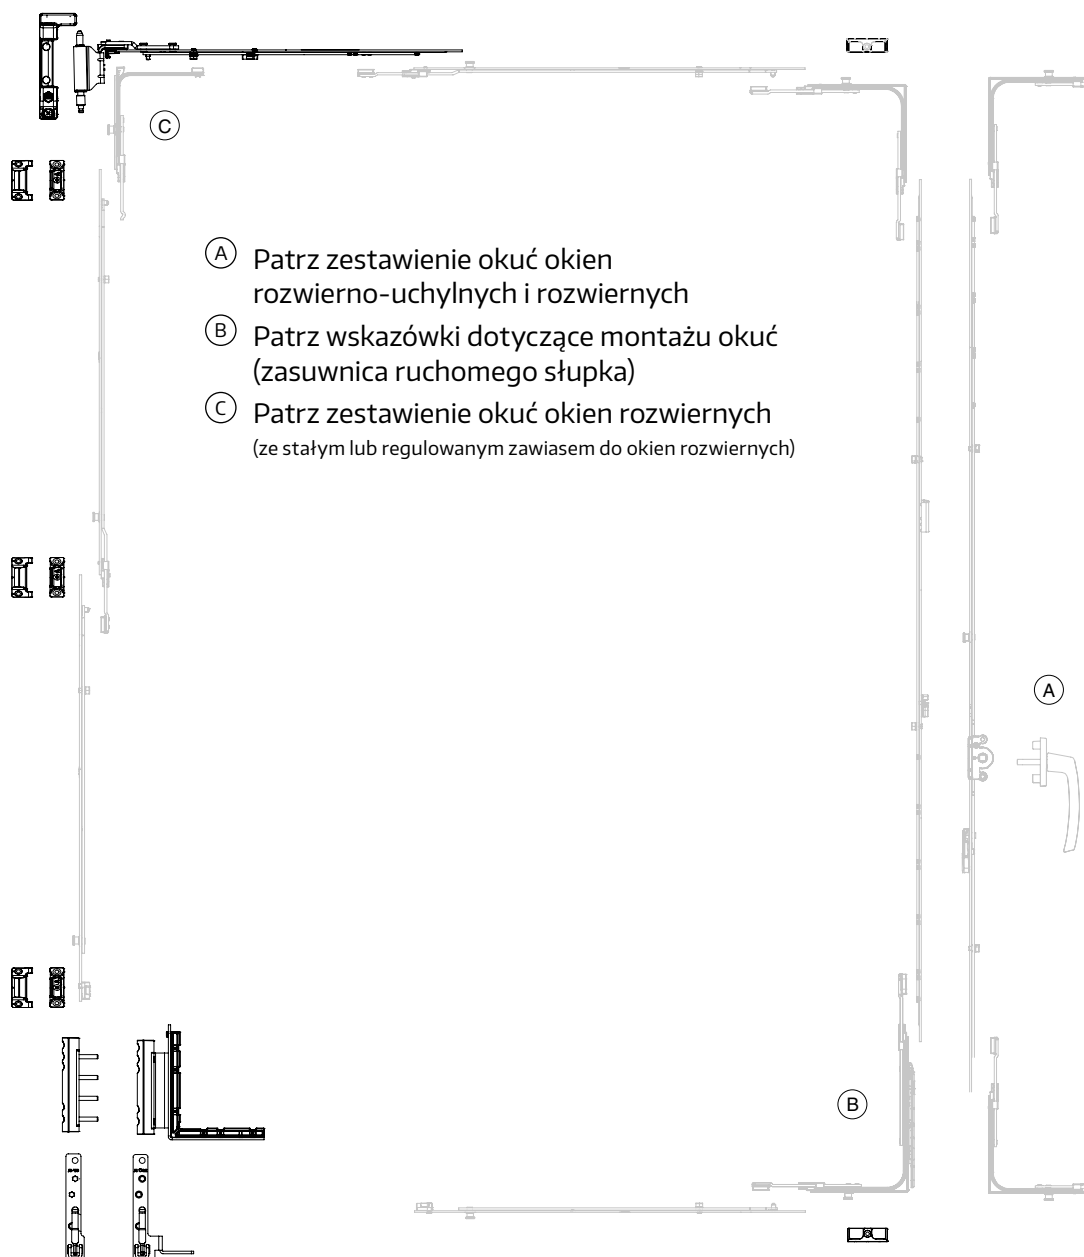 C
A Patrz zestawienie okuć okien
rozwierno-uchylnych i rozwiernych
B Patrz wskazówki dotyczące montażu okuć
(zasuwnica ruchomego słupka)
C Patrz zestawienie okuć okien rozwiernych
(ze stałym lub regulowanym zawiasem do okien rozwiernych)
A
B